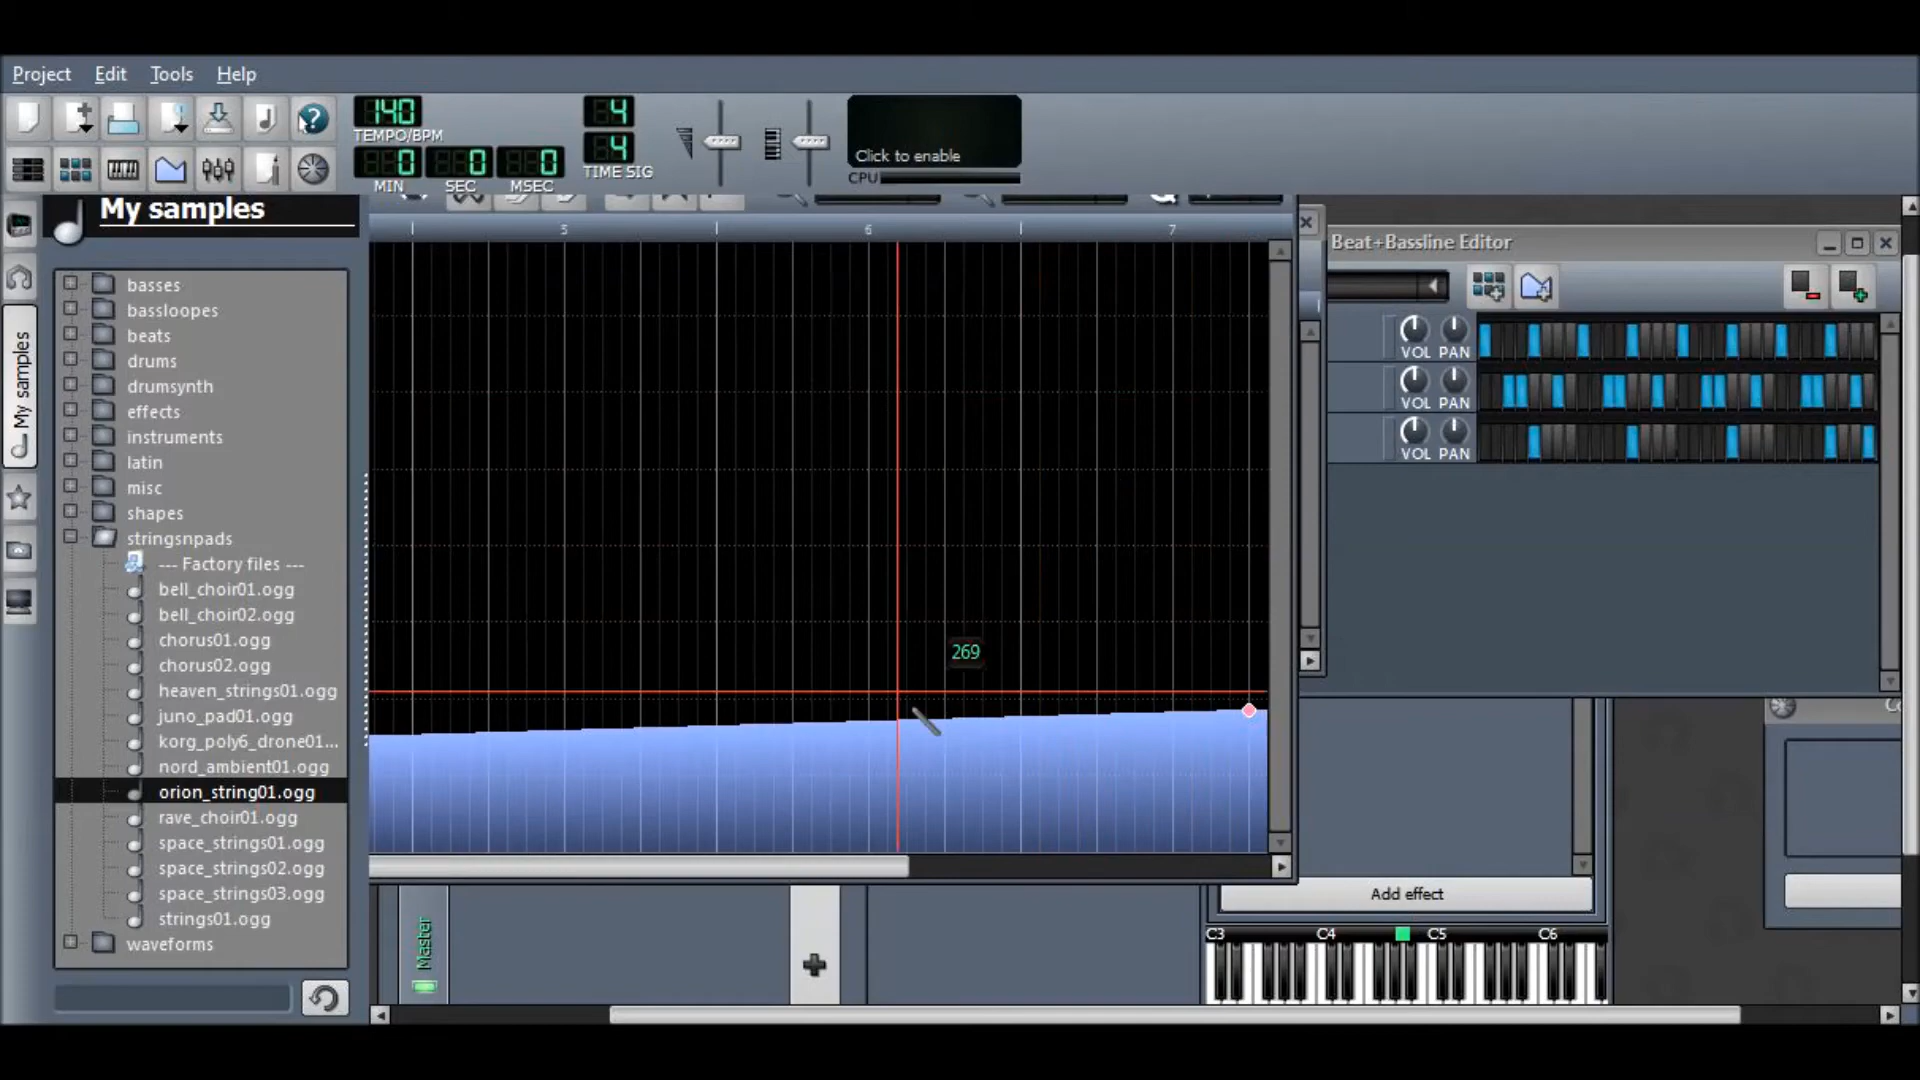 Project Edit Tools Help
140
TEMPO/BPM
4
4
TIME SIG
0 0 0
MIN SEC MSEC
Click to enable
CPU
My samples
My samples
basses
bassloopes
beats
drums
drumsynth
effects
instruments
latin
misc
shapes
stringsnpads
--- Factory files ---
bell_choir01.ogg
bell_choir02.ogg
chorus01.ogg
chorus02.ogg
heaven_strings01.ogg
juno_pad01.ogg
korg_poly6_drone01...
nord_ambient01.ogg
orion_string01.ogg
rave_choir01.ogg
space_strings01.ogg
space_strings02.ogg
space_strings03.ogg
strings01.ogg
waveforms
5 6 7
269
Beat+Bassline Editor
VOL PAN
VOL PAN
VOL PAN
Add effect
Master
C3 C4 C5 C6